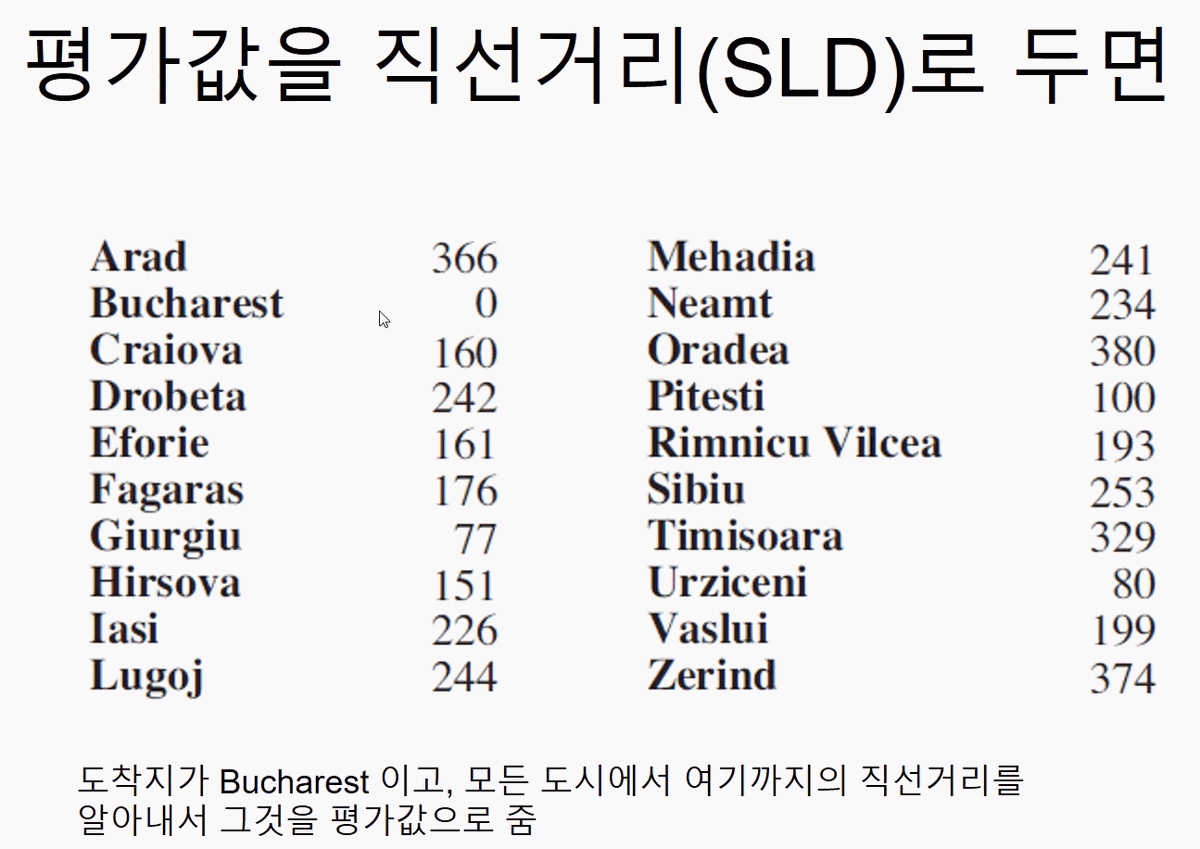 평가값을 직선거리(SLD)로 두면
Arad 366 Mehadia 241
Bucharest 0 Neamt 234
Craiova 160 Oradea 380
Drobeta 242 Pitesti 100
Eforie 161 Rimnicu Vilcea 193
Fagaras 176 Sibiu 253
Giurgiu 77 Timisoara 329
Hirsova 151 Urziceni 80
Iasi 226 Vaslui 199
Lugoj 244 Zerind 374
도착지가 Bucharest 이고, 모든 도시에서 여기까지의 직선거리를
알아내서 그것을 평가값으로 줌